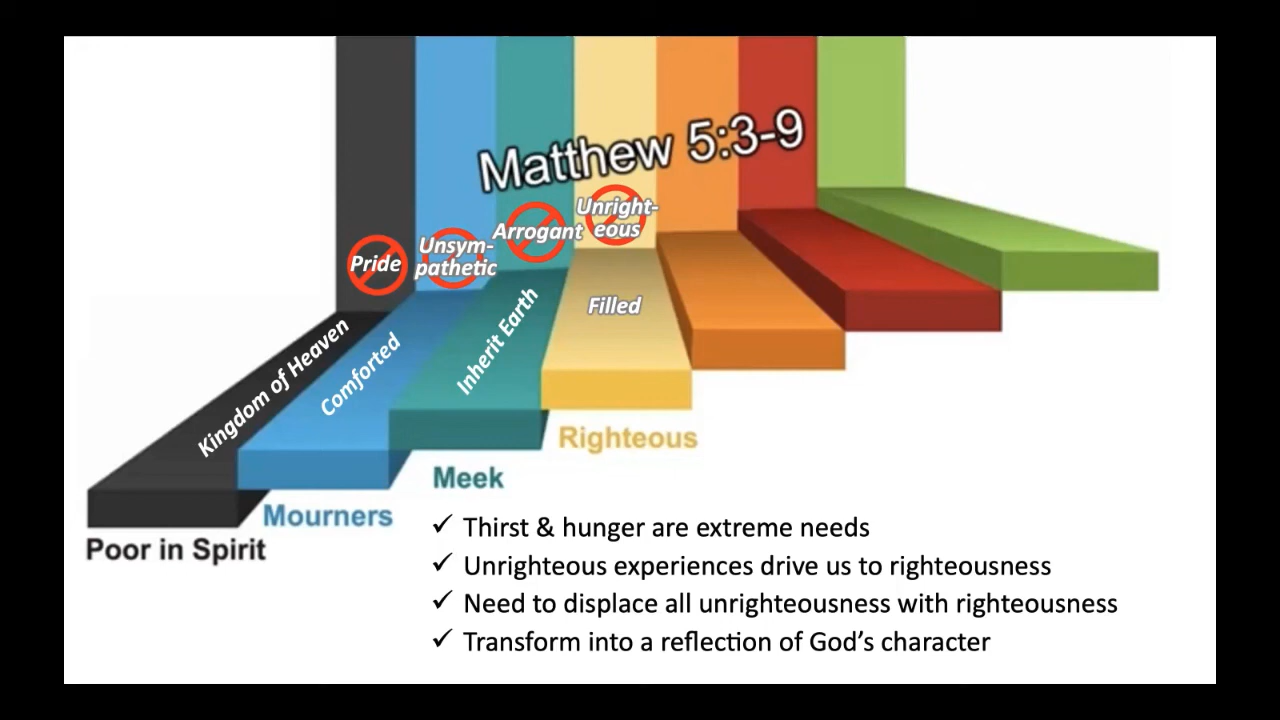 Matthew 5:3-9
Pride
Unsym-
pathetic
Arrogant
Unright-
eous
Kingdom of Heaven
Comforted
Inherit Earth
Filled
Poor in Spirit
Mourners
Meek
Righteous
✓ Thirst & hunger are extreme needs
✓ Unrighteous experiences drive us to righteousness
✓ Need to displace all unrighteousness with righteousness
✓ Transform into a reflection of God's character